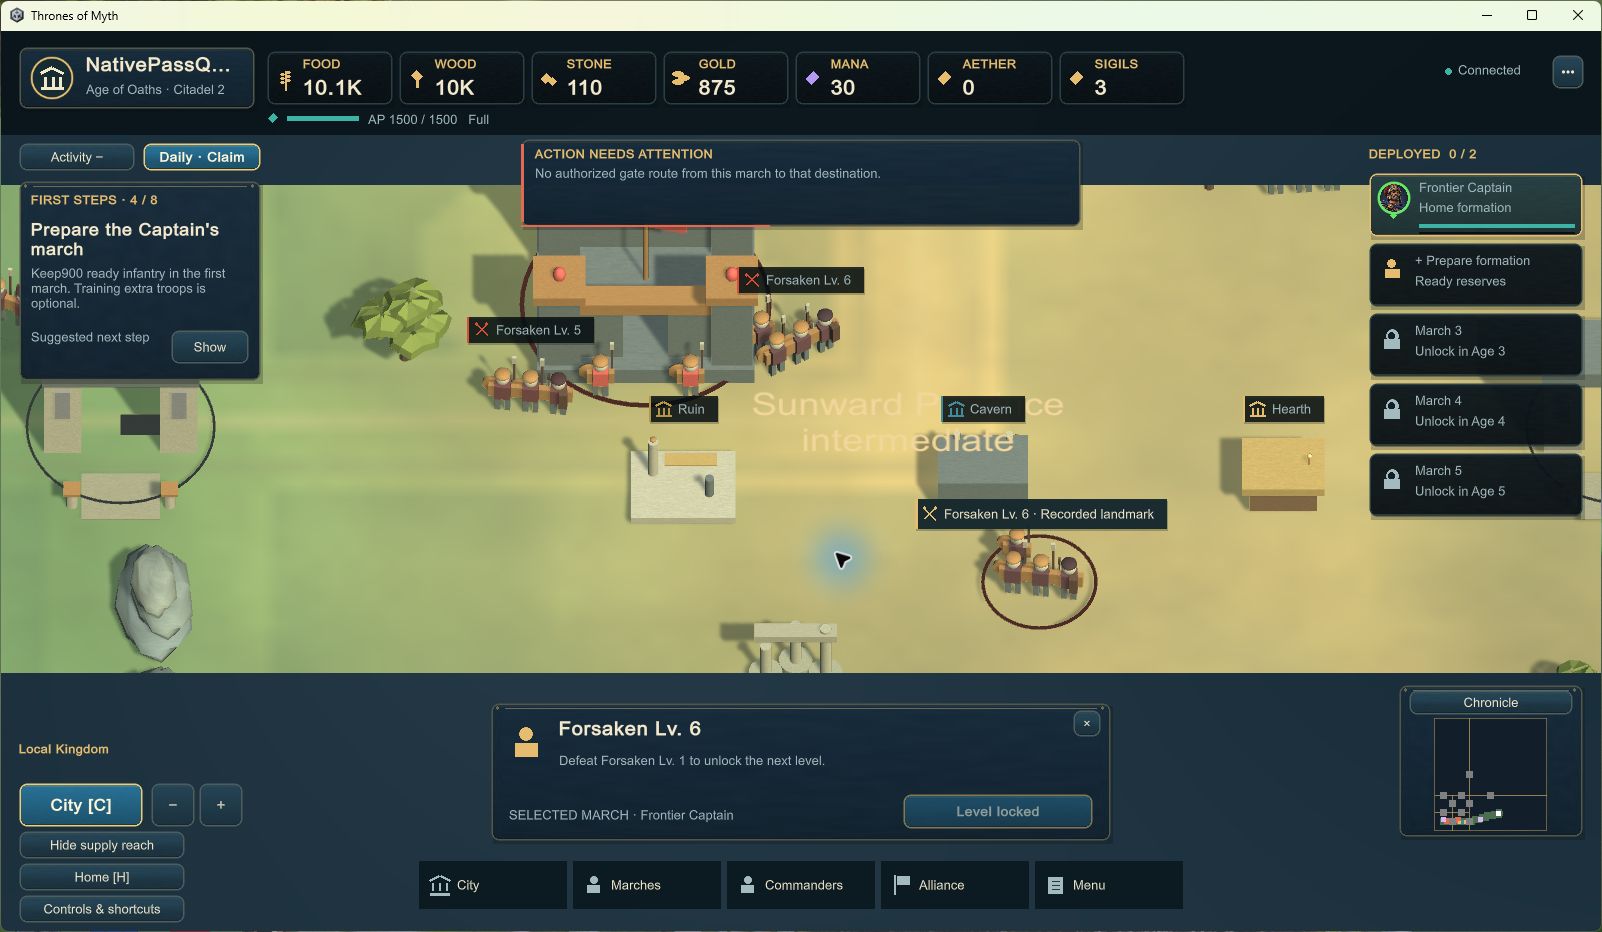 Thrones of Myth
NativePassQ...
Age of Oaths · Citadel 2
FOOD
10.1K
WOOD
10K
STONE
110
GOLD
875
MANA
30
AETHER
0
SIGILS
3
Connected
AP 1500 / 1500 Full
Activity –
Daily · Claim
ACTION NEEDS ATTENTION
No authorized gate route from this march to that destination.
DEPLOYED 0 / 2
FIRST STEPS · 4 / 8
Prepare the Captain's
march
Keep900 ready infantry in the first
march. Training extra troops is
optional.
Suggested next step
Show
Frontier Captain
Home formation
+ Prepare formation
Ready reserves
March 3
Unlock in Age 3
March 4
Unlock in Age 4
March 5
Unlock in Age 5
Forsaken Lv. 6
Forsaken Lv. 5
Ruin
Sunward
intermediate
Cavern
Hearth
Forsaken Lv. 6 · Recorded landmark
Local Kingdom
City [C]
–
+
Hide supply reach
Home [H]
Controls & shortcuts
Forsaken Lv. 6
Defeat Forsaken Lv. 1 to unlock the next level.
SELECTED MARCH · Frontier Captain
Level locked
Chronicle
City
Marches
Commanders
Alliance
Menu